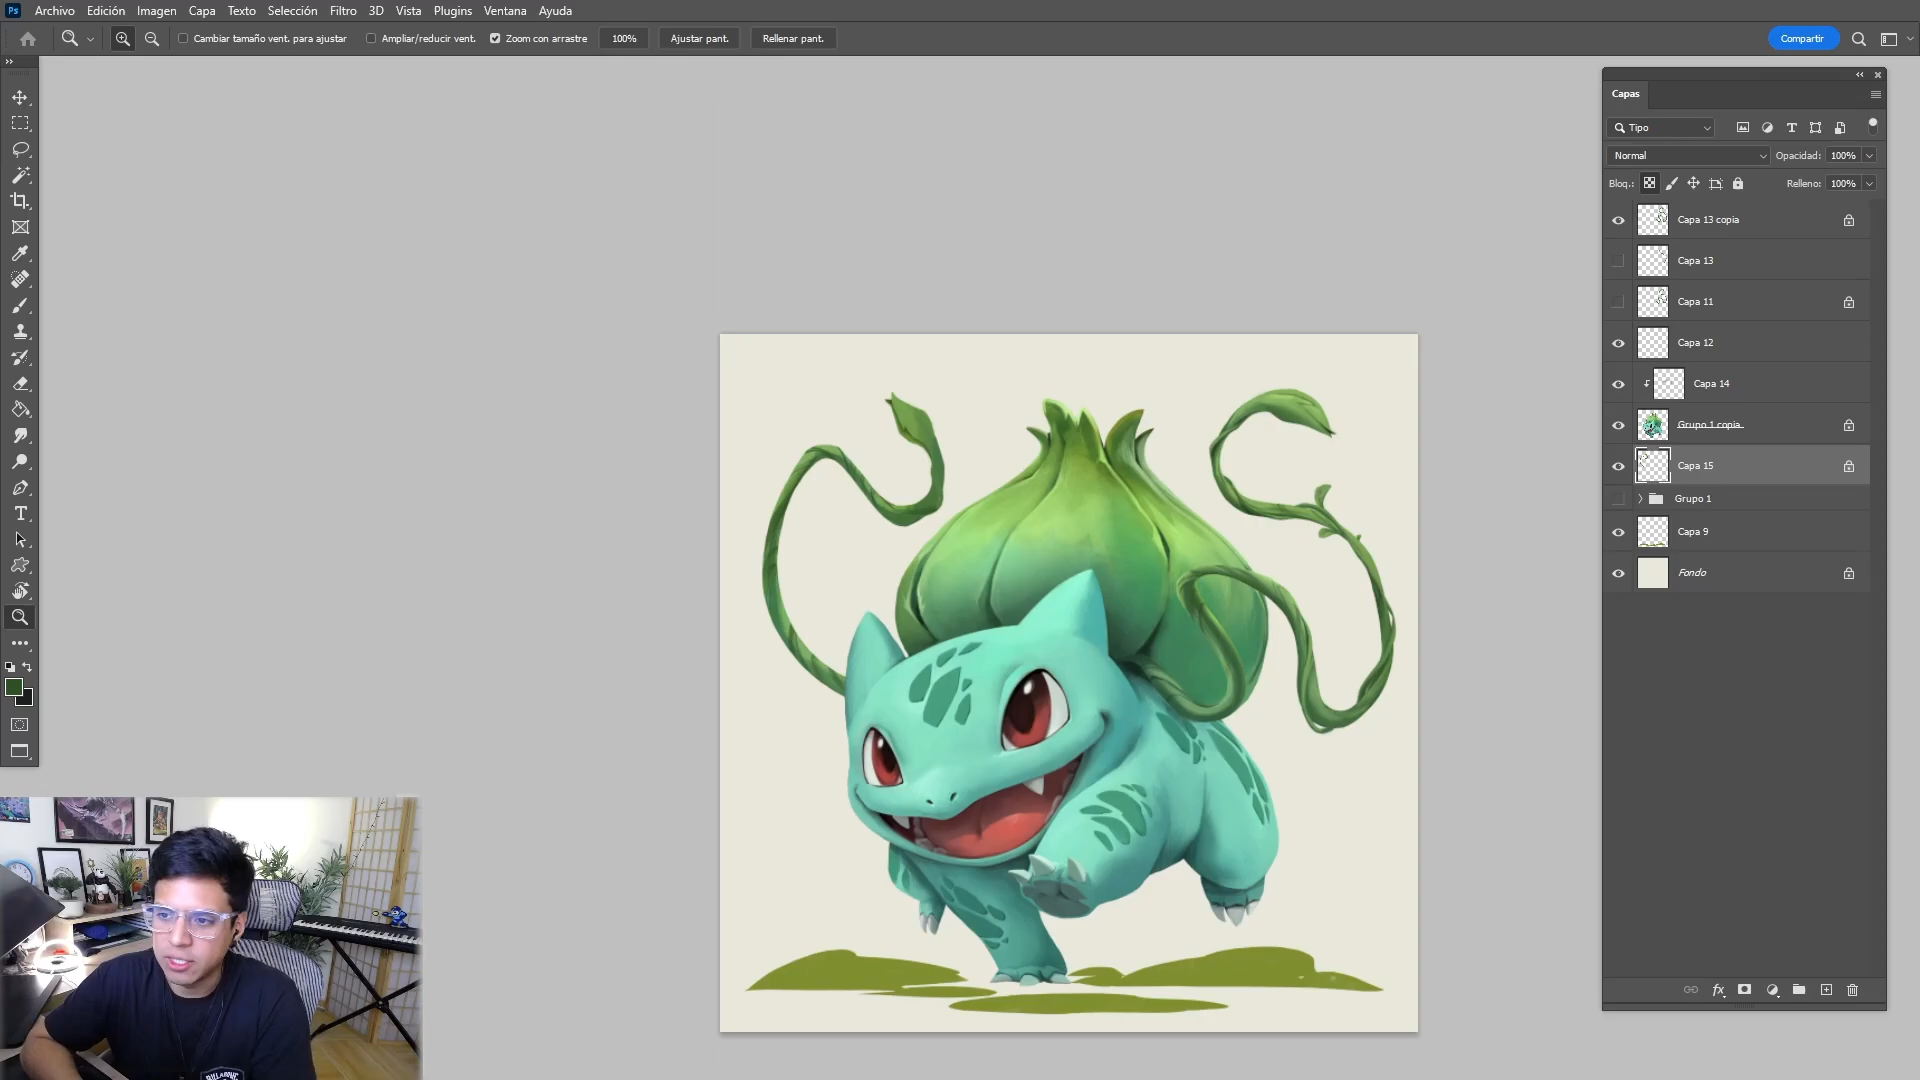 Ps Archivo Edición Imagen Capa Texto Selección Filtro 3D Vista Plugins Ventana Ayuda
Cambiar tamaño vent. para ajustar Ampliar/reducir vent. Zoom con arrastre 100% Ajustar pant. Rellenar pant. Compartir
Capas
Tipo
Normal Opacidad: 100%
Bloq.: Relleno: 100%
Capa 13 copia
Capa 13
Capa 11
Capa 12
Capa 14
Grupo 1 copia
Capa 15
Grupo 1
Capa 9
Fondo
fx
BILLABONG